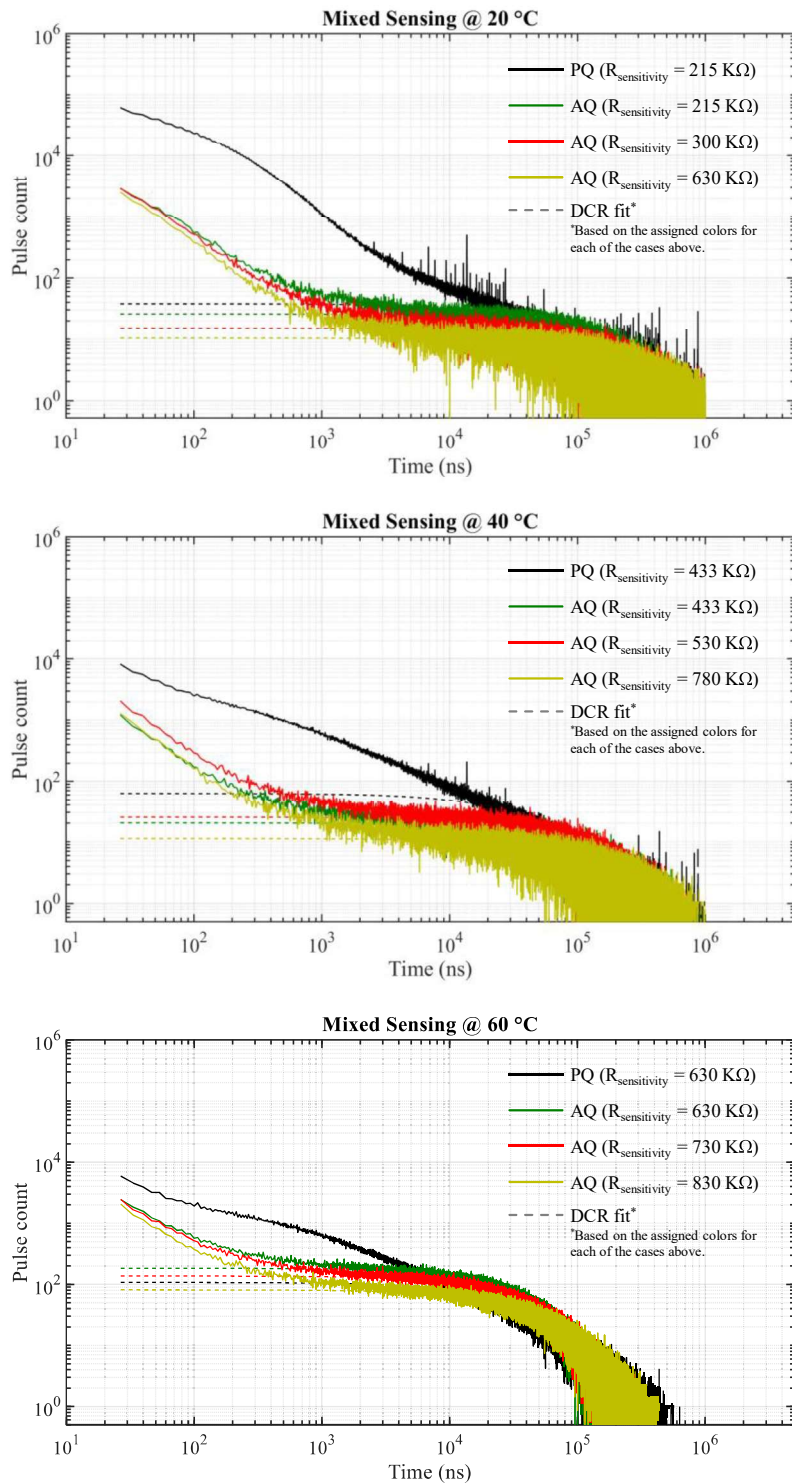 Mixed Sensing @ 20 °C
10^6
10^4
10^2
10^0
Pulse count
PQ (R_sensitivity = 215 KΩ)
AQ (R_sensitivity = 215 KΩ)
AQ (R_sensitivity = 300 KΩ)
AQ (R_sensitivity = 630 KΩ)
DCR fit*
*Based on the assigned colors for
each of the cases above.
10^1 10^2 10^3 10^4 10^5 10^6
Time (ns)
Mixed Sensing @ 40 °C
10^6
10^4
10^2
10^0
Pulse count
PQ (R_sensitivity = 433 KΩ)
AQ (R_sensitivity = 433 KΩ)
AQ (R_sensitivity = 530 KΩ)
AQ (R_sensitivity = 780 KΩ)
DCR fit*
*Based on the assigned colors for
each of the cases above.
10^1 10^2 10^3 10^4 10^5 10^6
Time (ns)
Mixed Sensing @ 60 °C
10^6
10^4
10^2
10^0
Pulse count
PQ (R_sensitivity = 630 KΩ)
AQ (R_sensitivity = 630 KΩ)
AQ (R_sensitivity = 730 KΩ)
AQ (R_sensitivity = 830 KΩ)
DCR fit*
*Based on the assigned colors for
each of the cases above.
10^1 10^2 10^3 10^4 10^5 10^6
Time (ns)